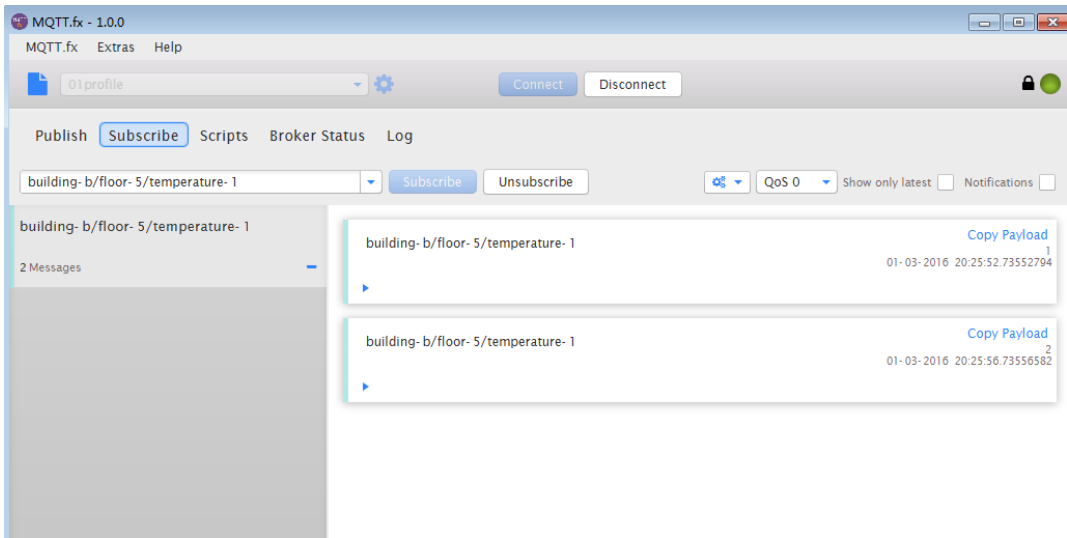 MQTT.fx - 1.0.0
MQTT.fx Extras Help
01profile Connect Disconnect
Publish Subscribe Scripts Broker Status Log
building- b/floor- 5/temperature- 1 Subscribe Unsubscribe QoS 0 Show only latest Notifications
building- b/floor- 5/temperature- 1
2 Messages
building- b/floor- 5/temperature- 1 Copy Payload
1
01- 03- 2016 20:25:52.73552794
building- b/floor- 5/temperature- 1 Copy Payload
2
01- 03- 2016 20:25:56.73556582